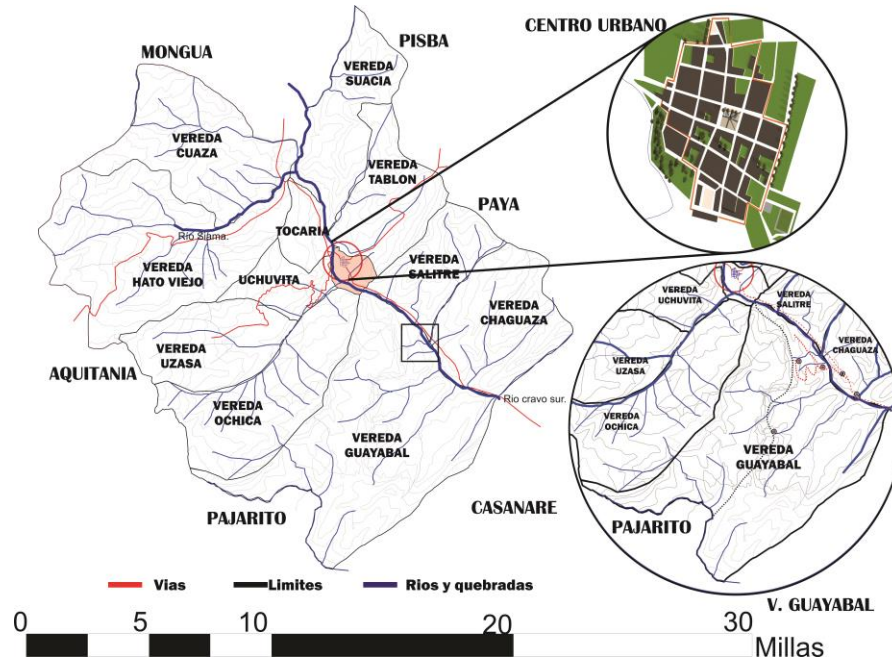 CENTRO URBANO
PISBA
MONGUA
VEREDA
SUACIA
VEREDA
CUAZA
VEREDA
TABLON
PAYA
TOCARIA
Río Siama.
VEREDA
HATO VIEJO
UCHUVITA
VEREDA
SALITRE
VEREDA
CHAGUAZA
VEREDA
UZASA
AQUITANIA
VEREDA
OCHICA
Rio cravo sur.
VEREDA
GUAYABAL
CASANARE
PAJARITO
VEREDA
UCHUVITA
VEREDA
SALITRE
VEREDA
CHAGUAZA
VEREDA
UZASA
VEREDA
OCHICA
VEREDA
GUAYABAL
PAJARITO
V. GUAYABAL
Vias
Limites
Rios y quebradas
0 5 10 20 30
Millas